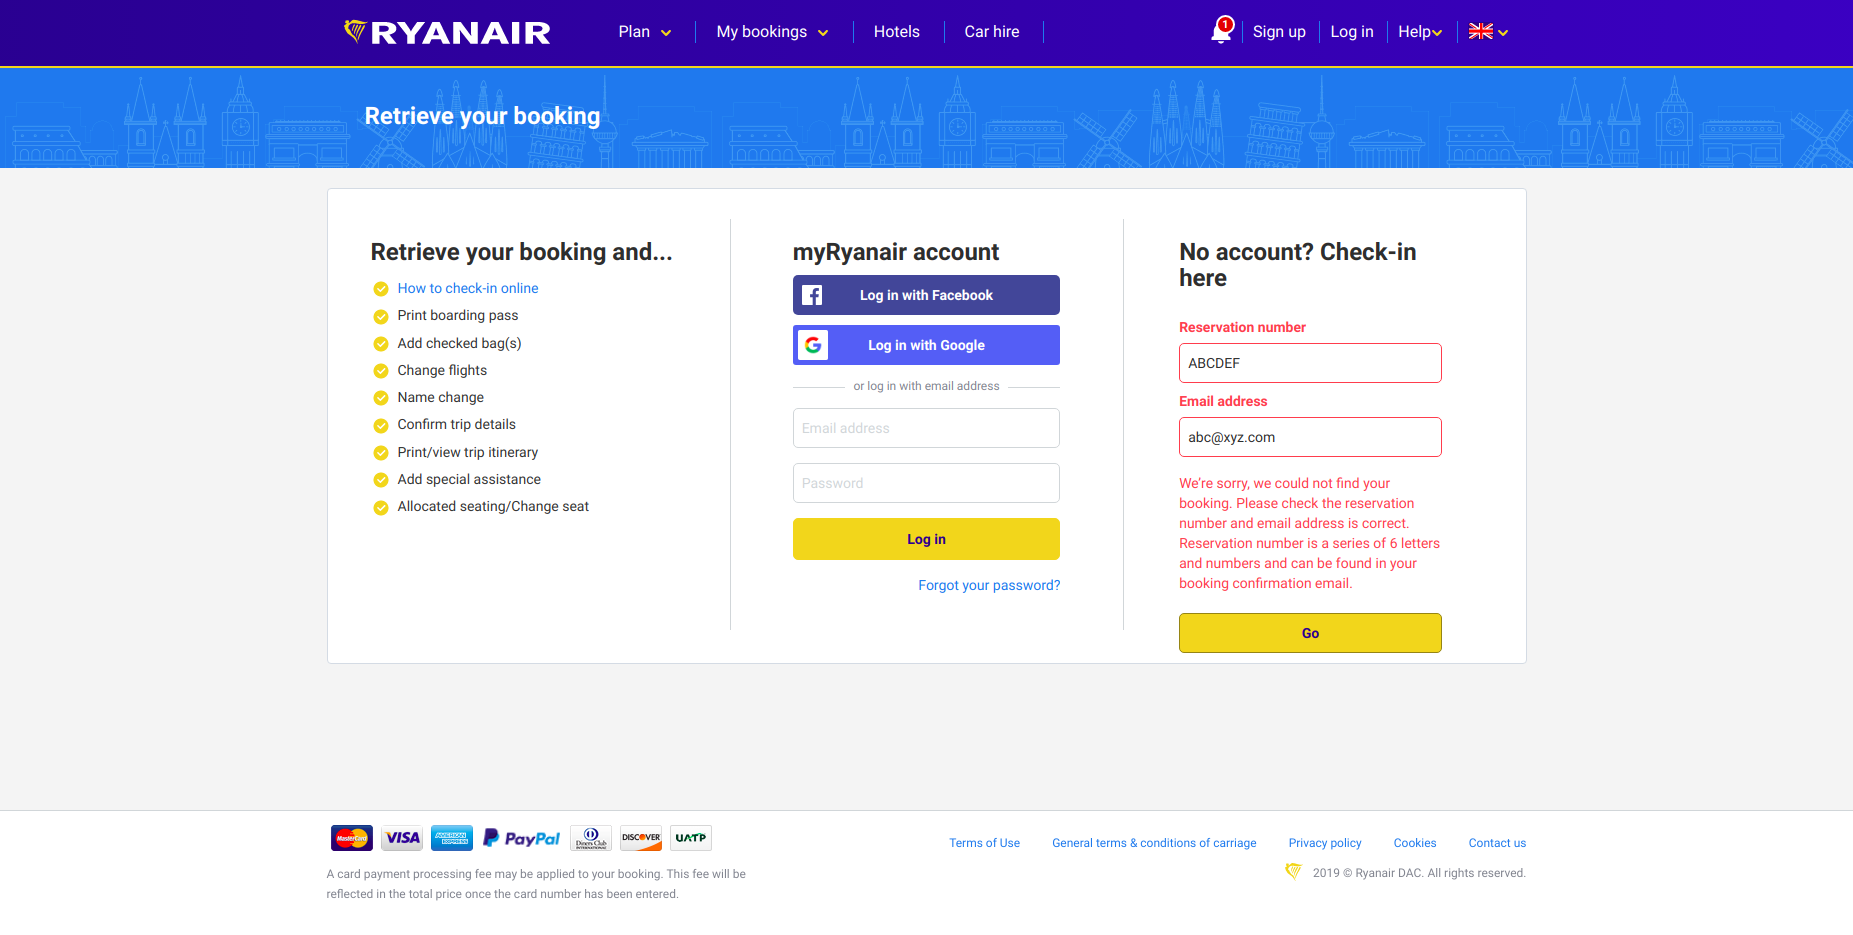 RYANAIR
Plan
My bookings
Hotels
Car hire
1
Sign up
Log in
Help
Retrieve your booking
Retrieve your booking and...
How to check-in online
Print boarding pass
Add checked bag(s)
Change flights
Name change
Confirm trip details
Print/view trip itinerary
Add special assistance
Allocated seating/Change seat
myRyanair account
Log in with Facebook
Log in with Google
or log in with email address
Email address
Password
Log in
Forgot your password?
No account? Check-in
here
Reservation number
ABCDEF
Email address
abc@xyz.com
We're sorry, we could not find your
booking. Please check the reservation
number and email address is correct.
Reservation number is a series of 6 letters
and numbers and can be found in your
booking confirmation email.
Go
MasterCard
VISA
AMERICAN
EXPRESS
PayPal
Diners Club
INTERNATIONAL
DISCOVER
UATP
A card payment processing fee may be applied to your booking. This fee will be
reflected in the total price once the card number has been entered.
Terms of Use
General terms & conditions of carriage
Privacy policy
Cookies
Contact us
2019 © Ryanair DAC. All rights reserved.